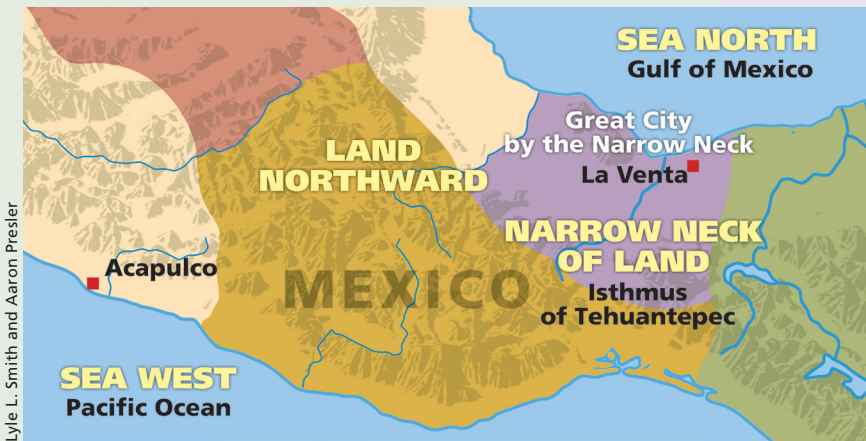 SEA NORTH
Gulf of Mexico
Great City
by the Narrow Neck
La Venta
LAND
NORTHWARD
NARROW NECK
OF LAND
Isthmus
of Tehuantepec
MEXICO
Acapulco
SEA WEST
Pacific Ocean
Lyle L. Smith and Aaron Presler